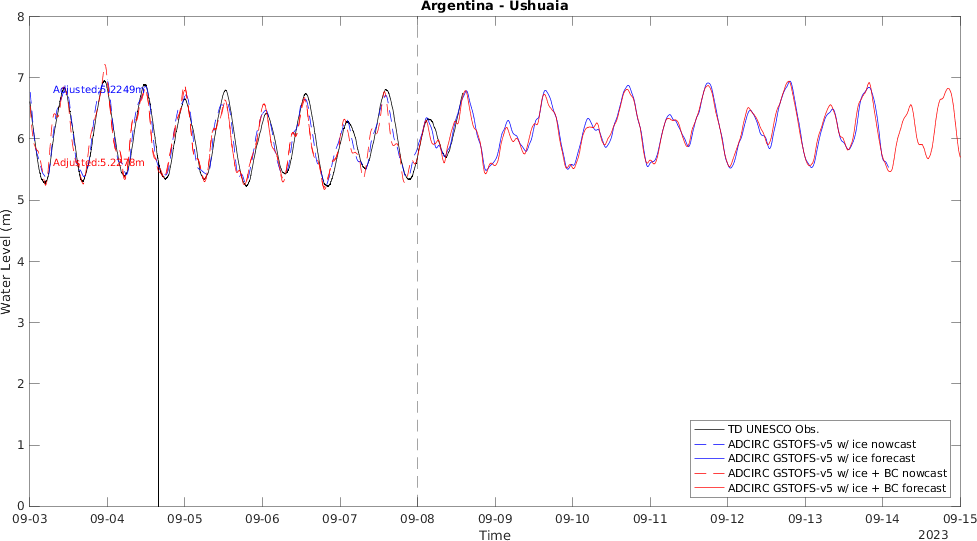 Argentina - Ushuaia
8
7
6
5
4
3
2
1
0
Water Level (m)
Adjusted:5.2249m
Adjusted:5.2278m
TD UNESCO Obs.
ADCIRC GSTOFS-v5 w/ ice nowcast
ADCIRC GSTOFS-v5 w/ ice forecast
ADCIRC GSTOFS-v5 w/ ice + BC nowcast
ADCIRC GSTOFS-v5 w/ ice + BC forecast
09-03 09-04 09-05 09-06 09-07 09-08 09-09 09-10 09-11 09-12 09-13 09-14 09-15
Time
2023